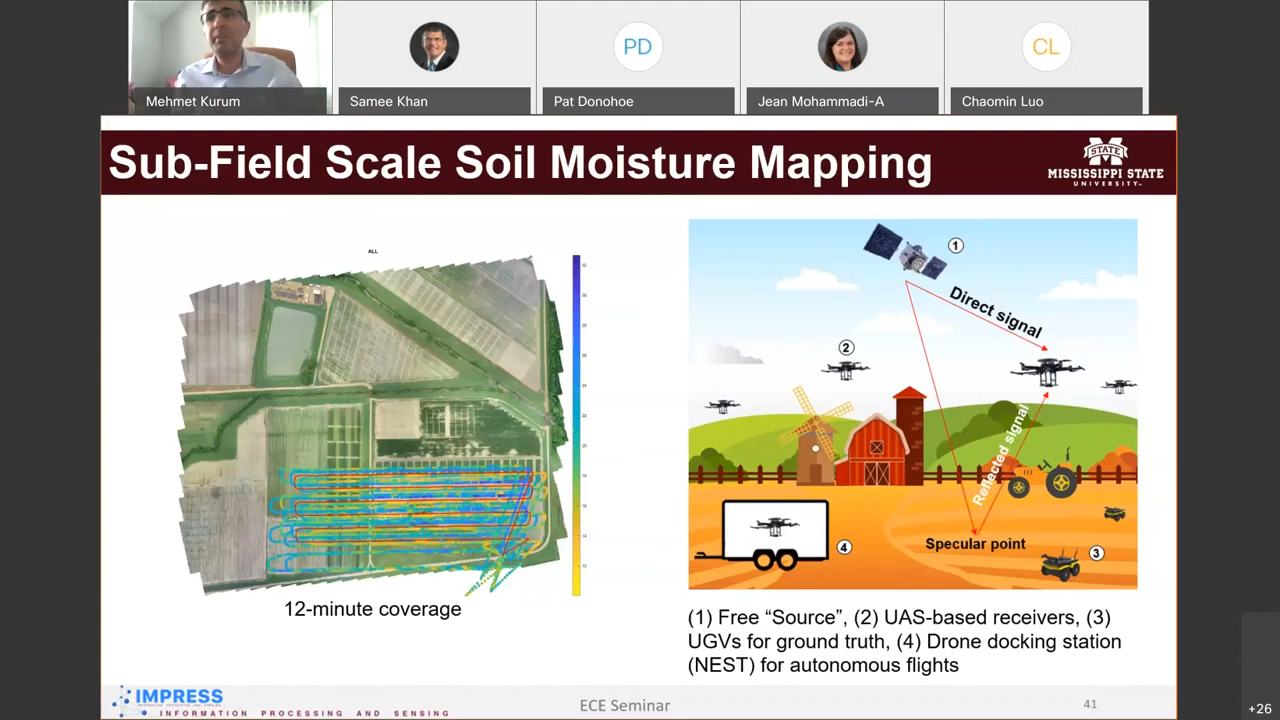 Mehmet Kurum
Samee Khan
PD
Pat Donohoe
Jean Mohammadi-A
CL
Chaomin Luo
Sub-Field Scale Soil Moisture Mapping
STATE
MISSISSIPPI STATE
UNIVERSITY
ALL
12-minute coverage
1
Direct signal
2
Reflected signal
Specular point
3
4
(1) Free “Source”, (2) UAS-based receivers, (3)
UGVs for ground truth, (4) Drone docking station
(NEST) for autonomous flights
IMPRESS
INFORMATION PROCESSING AND SENSING
ECE Seminar
41
+26